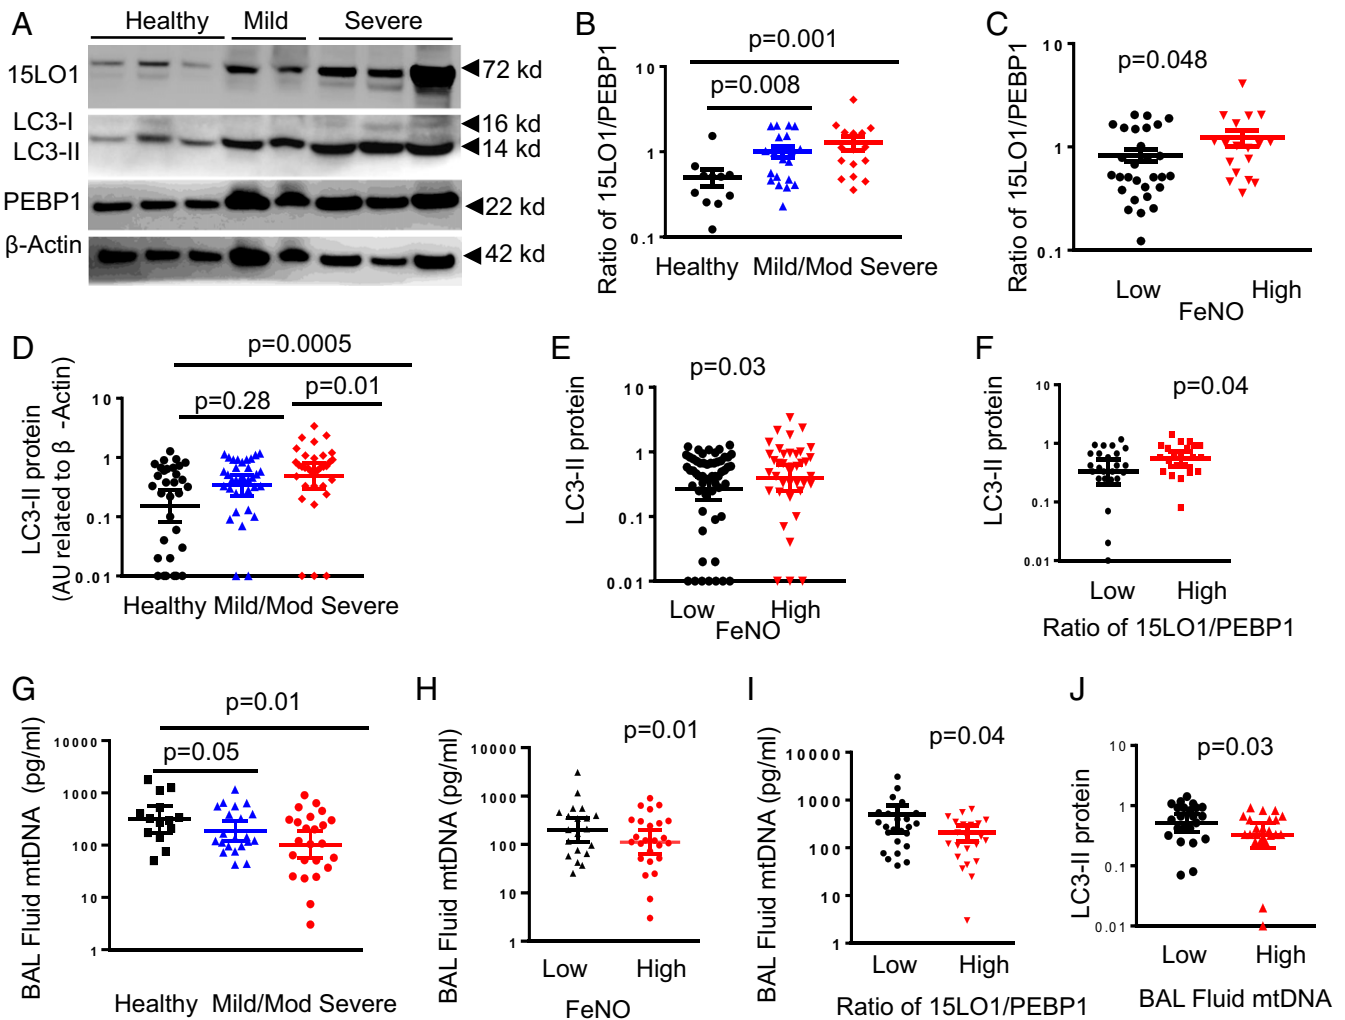 A
Healthy Mild Severe
15LO1
72 kd
LC3-I
16 kd
LC3-II
14 kd
PEBP1
22 kd
β-Actin
42 kd
B
p=0.001
p=0.008
Ratio of 15LO1/PEBP1
10
1
0.1
Healthy Mild/Mod Severe
C
p=0.048
Ratio of 15LO1/PEBP1
10
1
0.1
Low High
FeNO
D
p=0.0005
p=0.01
p=0.28
LC3-II protein
(AU related to β -Actin)
10
1
0.1
0.01
Healthy Mild/Mod Severe
E
p=0.03
LC3-II protein
10
1
0.1
0.01
Low High
FeNO
F
p=0.04
LC3-II protein
10
1
0.1
0.01
Low High
Ratio of 15LO1/PEBP1
G
p=0.01
p=0.05
BAL Fluid mtDNA (pg/ml)
10000
1000
100
10
1
Healthy Mild/Mod Severe
H
p=0.01
BAL Fluid mtDNA (pg/ml)
10000
1000
100
10
1
Low High
FeNO
I
p=0.04
BAL Fluid mtDNA (pg/ml)
10000
1000
100
10
1
Low High
Ratio of 15LO1/PEBP1
J
p=0.03
LC3-II protein
10
1
0.1
0.01
Low High
BAL Fluid mtDNA